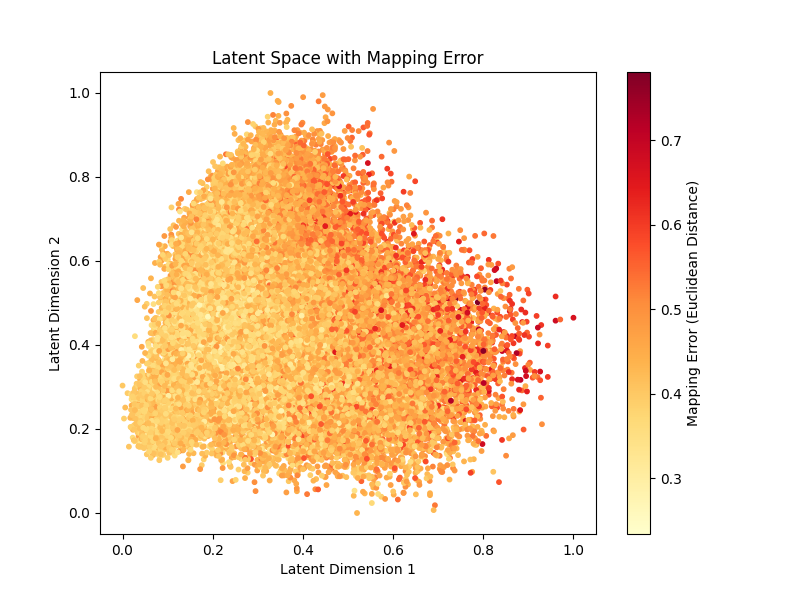 Latent Space with Mapping Error
1.0
0.8
0.6
0.4
0.2
0.0
Latent Dimension 2
0.0 0.2 0.4 0.6 0.8 1.0
Latent Dimension 1
0.7
0.6
0.5
0.4
0.3
Mapping Error (Euclidean Distance)